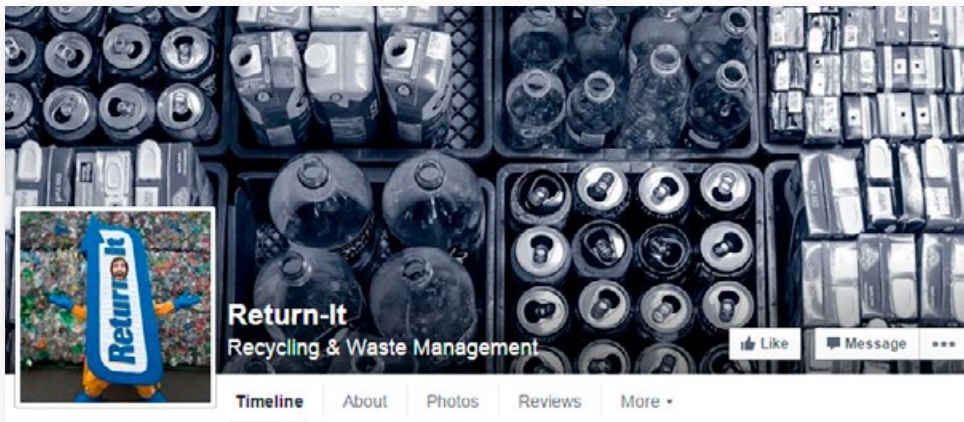 Return-It
Return-It
Recycling & Waste Management
Like
Message
Timeline
About
Photos
Reviews
More